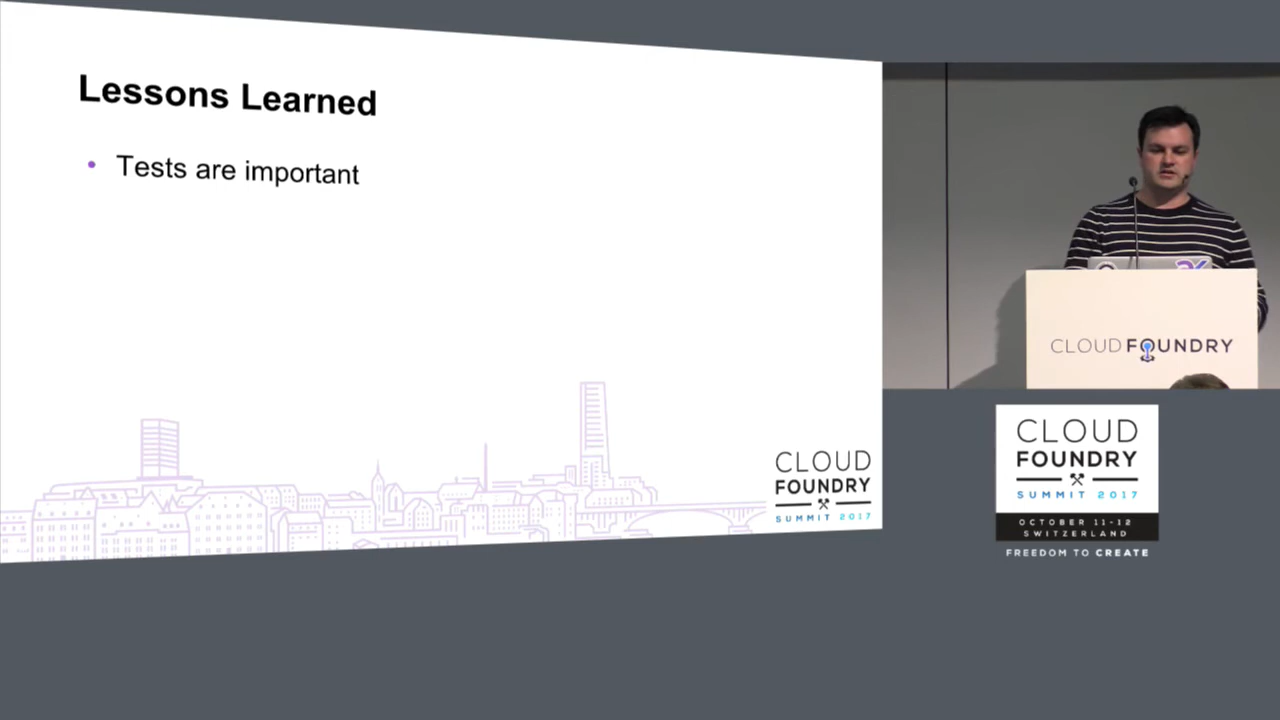 Lessons Learned
• Tests are important
CLOUD
FOUNDRY
SUMMIT 2017
CLOUD FOUNDRY
CLOUD
FOUNDRY
SUMMIT 2017
OCTOBER 11-12
SWITZERLAND
FREEDOM TO CREATE